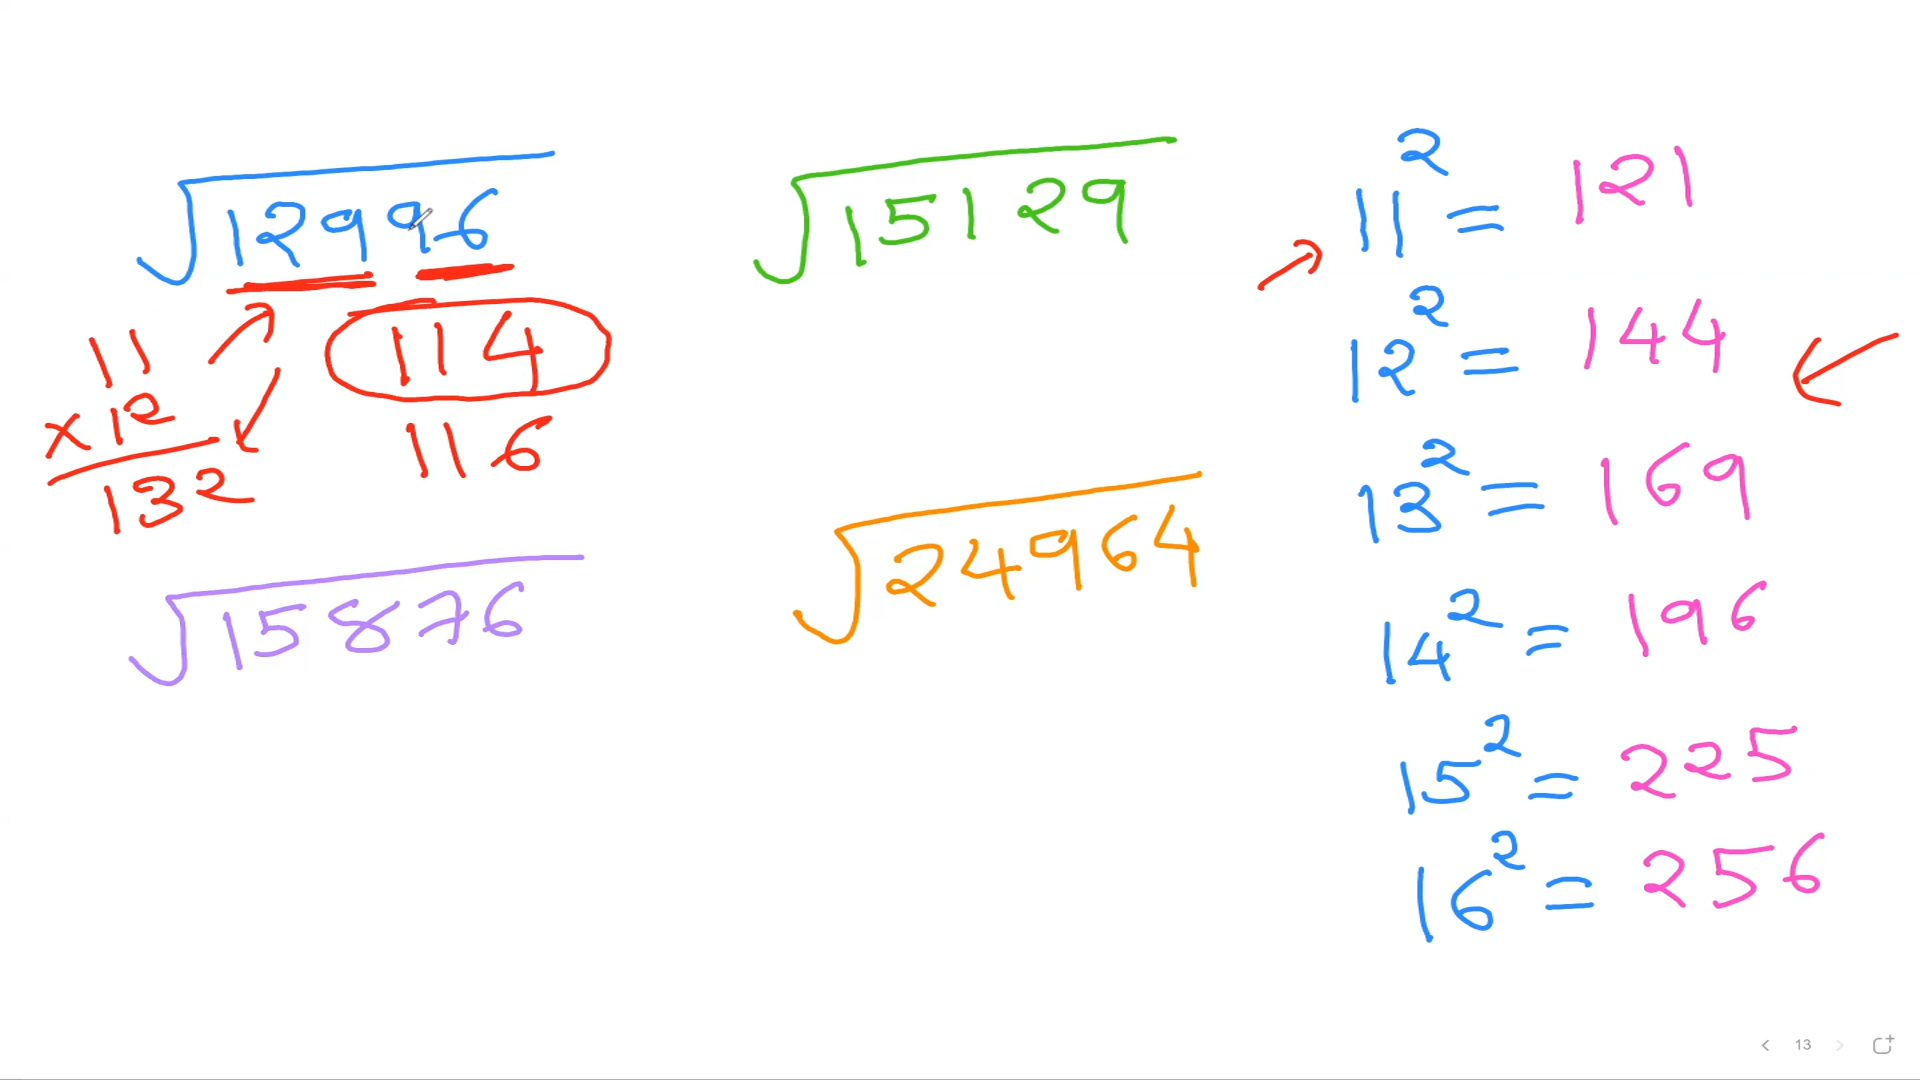 √12996
114
116
11
×12
132
√15129
√15876
√24964
11² = 121
12² = 144
13² = 169
14² = 196
15² = 225
16² = 256
13